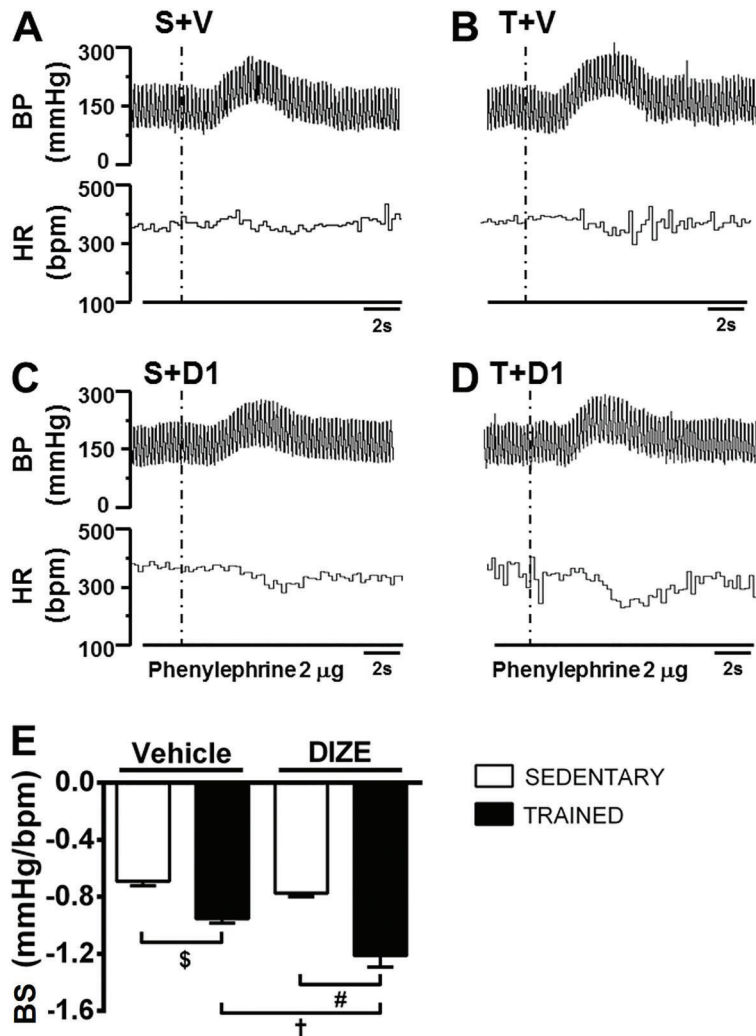 A
S+V
B
T+V
300
150
0
BP
(mmHg)
500
300
100
HR
(bpm)
2s
2s
C
S+D1
D
T+D1
300
150
0
BP
(mmHg)
500
300
100
HR
(bpm)
Phenylephrine 2 µg
2s
Phenylephrine 2 µg
2s
E
Vehicle
DIZE
SEDENTARY
TRAINED
0.0
-0.4
-0.8
-1.2
-1.6
BS (mmHg/bpm)
$
#
†